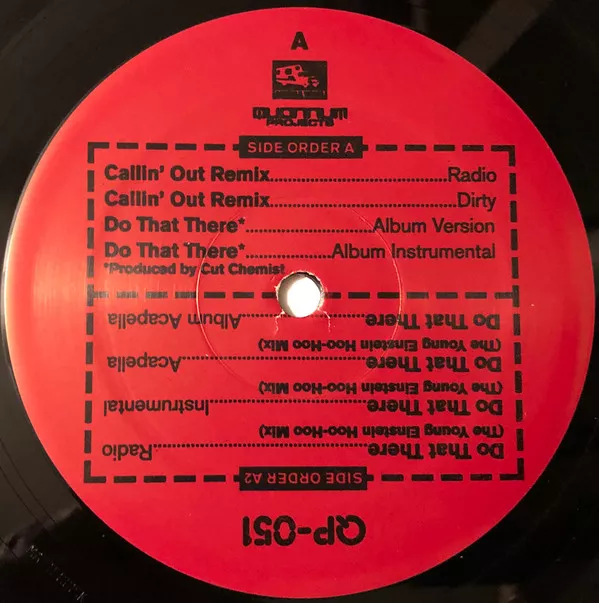 A
QUANNUM
PROJECTS
SIDE ORDER A
Callin' Out Remix........................................Radio
Callin' Out Remix..........................................Dirty
Do That There*...........................Album Version
Do That There*..................Album Instrumental
*Produced by Cut Chemist
QP-051
SIDE ORDER A2
Do That There........................................Radio
(The Young Einstein Hoo-Hoo Mix)
Do That There..........................Instrumental
(The Young Einstein Hoo-Hoo Mix)
Do That There..................................Acapella
(The Young Einstein Hoo-Hoo Mix)
Do That There.......................Album Acapella